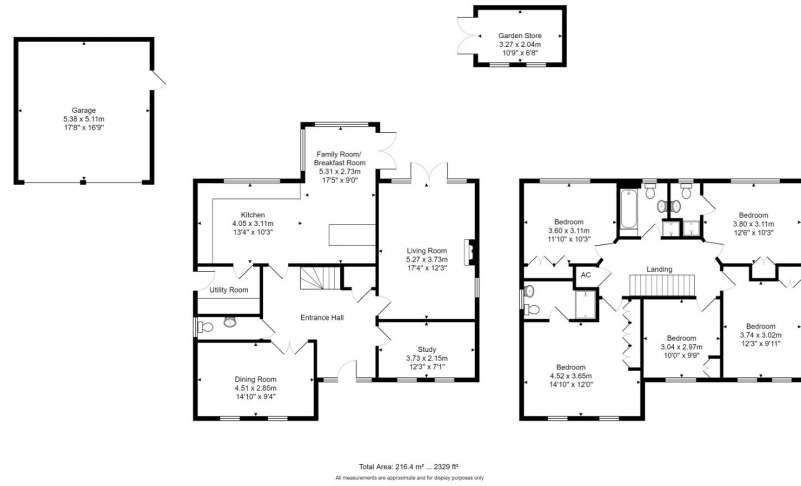 Garden Store
3.27 x 2.04m
10'9" x 6'8"
Garage
5.38 x 5.11m
17'8" x 16'9"
Family Room/
Breakfast Room
5.31 x 2.73m
17'5" x 9'0"
Kitchen
4.05 x 3.11m
13'4" x 10'3"
Living Room
5.27 x 3.73m
17'4" x 12'3"
Utility Room
Entrance Hall
Study
3.73 x 2.15m
12'3" x 7'1"
Dining Room
4.51 x 2.85m
14'10" x 9'4"
Bedroom
3.60 x 3.11m
11'10" x 10'3"
Bedroom
3.80 x 3.11m
12'6" x 10'3"
AC
Landing
Bedroom
4.52 x 3.65m
14'10" x 12'0"
Bedroom
3.04 x 2.97m
10'0" x 9'9"
Bedroom
3.74 x 3.02m
12'3" x 9'11"
Total Area: 216.4 m² ... 2329 ft²
All measurements are approximate and for display purposes only